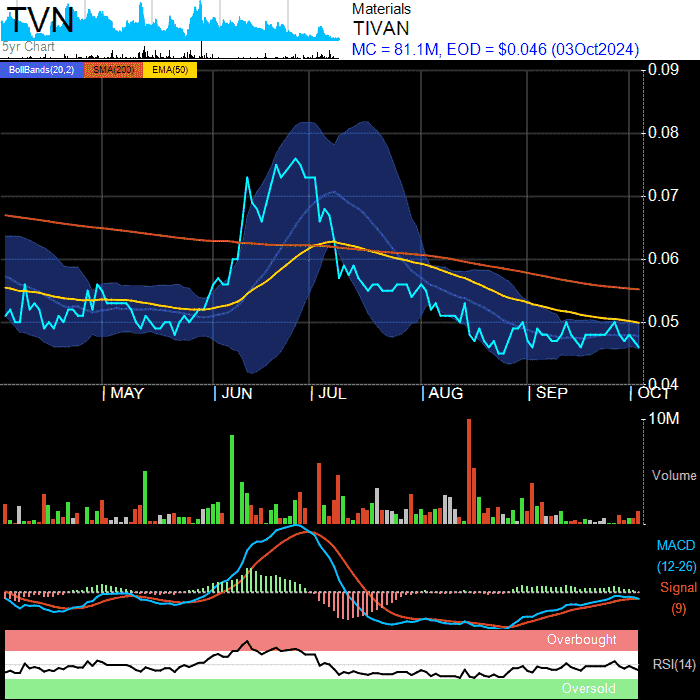 TVN
Materials
TIVAN
5yr Chart
MC = 81.1M, EOD = $0.046 (03Oct2024)
BollBands(20,2) SMA(200) EMA(50)
0.09
0.08
0.07
0.06
0.05
0.04
MAY JUN JUL AUG SEP OCT
10M
Volume
MACD
(12-26)
Signal
(9)
Overbought
RSI(14)
Oversold